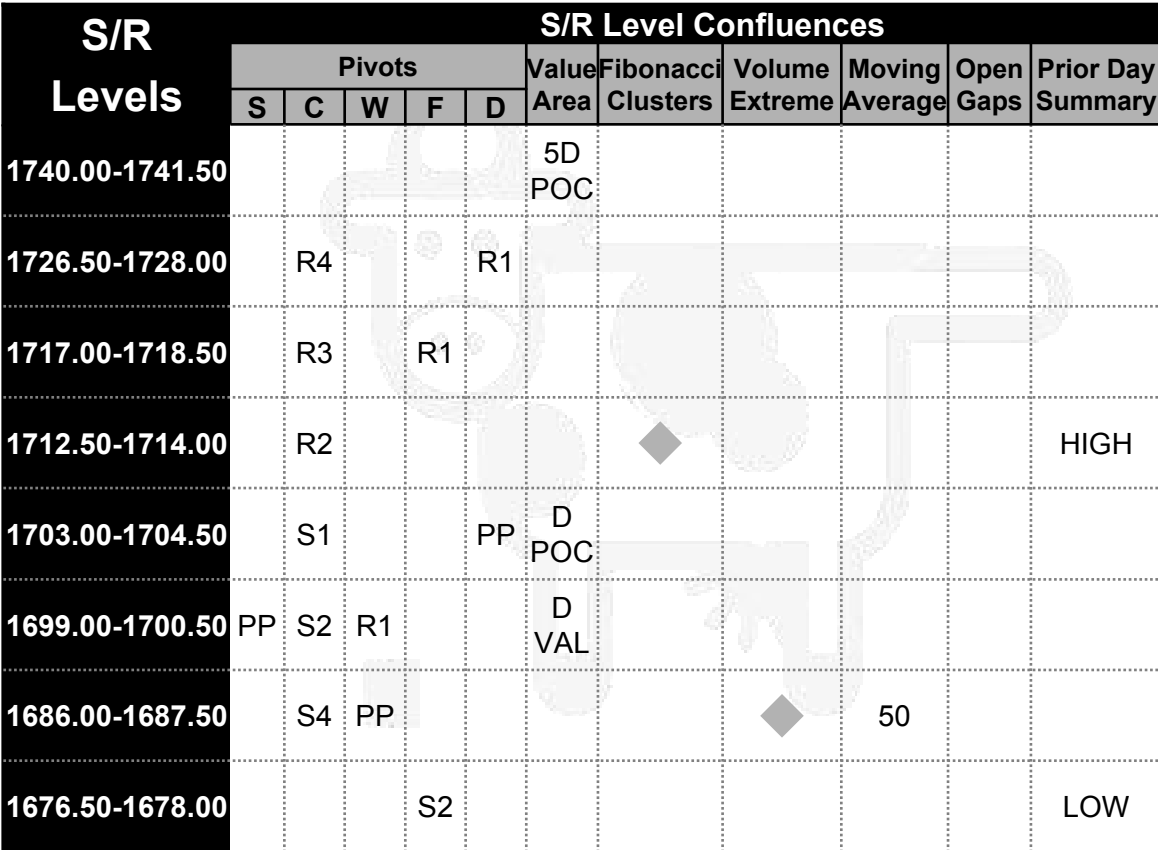 S/R Levels
S/R Level Confluences
Pivots
Value Area
Fibonacci Clusters
Volume Extreme
Moving Average
Open Gaps
Prior Day Summary
S C W F D
1740.00-1741.50 5D POC
1726.50-1728.00 R4 R1
1717.00-1718.50 R3 R1
1712.50-1714.00 R2 HIGH
1703.00-1704.50 S1 PP D POC
1699.00-1700.50 PP S2 R1 D VAL
1686.00-1687.50 S4 PP 50
1676.50-1678.00 S2 LOW